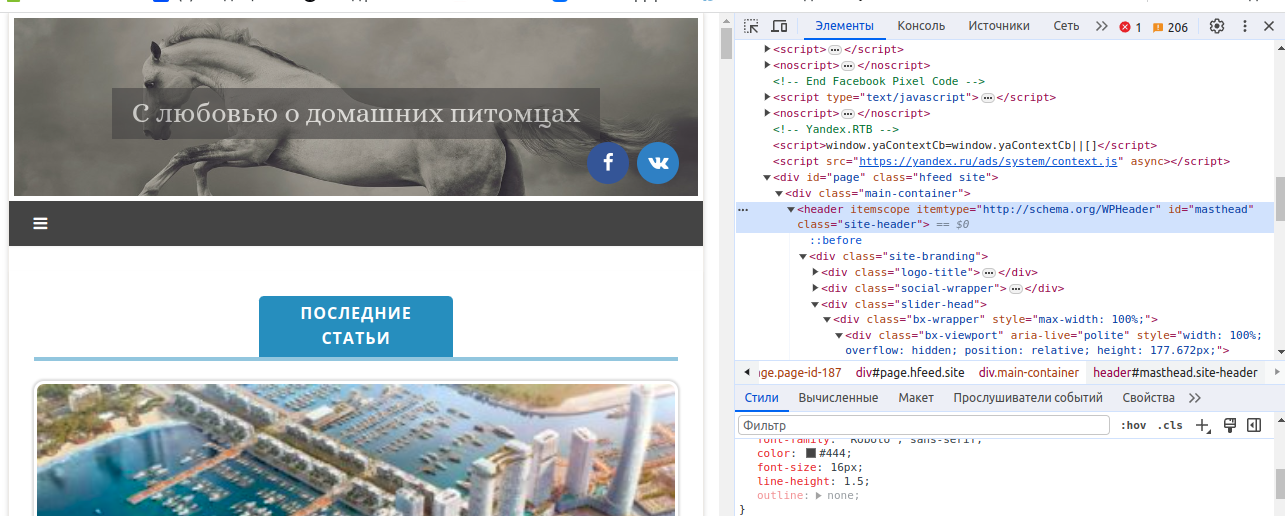 С любовью о домашних питомцах
ПОСЛЕДНИЕ
СТАТЬИ
Элементы Консоль Источники Сеть 1 206
<script>…</script>
<noscript>…</noscript>
<!-- End Facebook Pixel Code -->
<script type="text/javascript">…</script>
<noscript>…</noscript>
<!-- Yandex.RTB -->
<script>window.yaContextCb=window.yaContextCb||[]</script>
<script src="https://yandex.ru/ads/system/context.js" async></script>
<div id="page" class="hfeed site">
<div class="main-container">
<header itemscope itemtype="http://schema.org/WPHeader" id="masthead"
class="site-header"> == $0
::before
<div class="site-branding">
<div class="logo-title">…</div>
<div class="social-wrapper">…</div>
<div class="slider-head">
<div class="bx-wrapper" style="max-width: 100%;">
<div class="bx-viewport" aria-live="polite" style="width: 100%;
overflow: hidden; position: relative; height: 177.672px;">
ge.page-id-187 div#page.hfeed.site div.main-container header#masthead.site-header
Стили Вычисленные Макет Прослушиватели событий Свойства
Фильтр :hov .cls
font-family: "Roboto", sans-serif;
color: #444;
font-size: 16px;
line-height: 1.5;
outline: none;
}